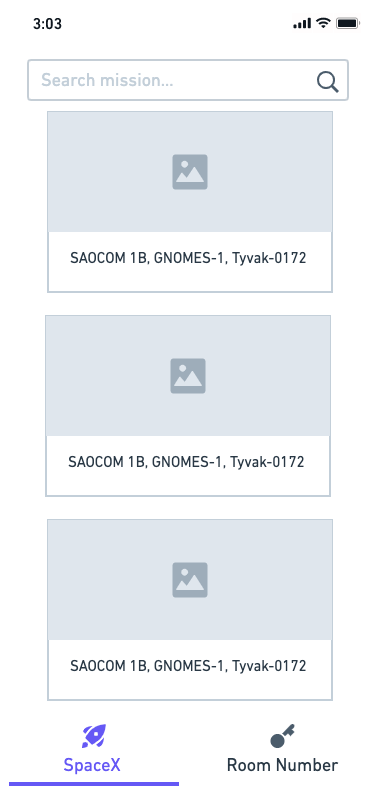 3:03
Search mission...
SAOCOM 1B, GNOMES-1, Tyvak-0172
SAOCOM 1B, GNOMES-1, Tyvak-0172
SAOCOM 1B, GNOMES-1, Tyvak-0172
SpaceX
Room Number